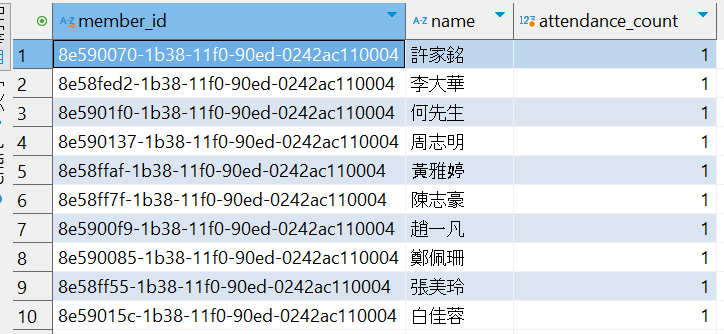 A-Z member_id A-Z name 123 attendance_count
1 8e590070-1b38-11f0-90ed-0242ac110004 許家銘 1
2 8e58fed2-1b38-11f0-90ed-0242ac110004 李大華 1
3 8e5901f0-1b38-11f0-90ed-0242ac110004 何先生 1
4 8e590137-1b38-11f0-90ed-0242ac110004 周志明 1
5 8e58ffaf-1b38-11f0-90ed-0242ac110004 黃雅婷 1
6 8e58ff7f-1b38-11f0-90ed-0242ac110004 陳志豪 1
7 8e5900f9-1b38-11f0-90ed-0242ac110004 趙一凡 1
8 8e590085-1b38-11f0-90ed-0242ac110004 鄭佩珊 1
9 8e58ff55-1b38-11f0-90ed-0242ac110004 張美玲 1
10 8e59015c-1b38-11f0-90ed-0242ac110004 白佳蓉 1